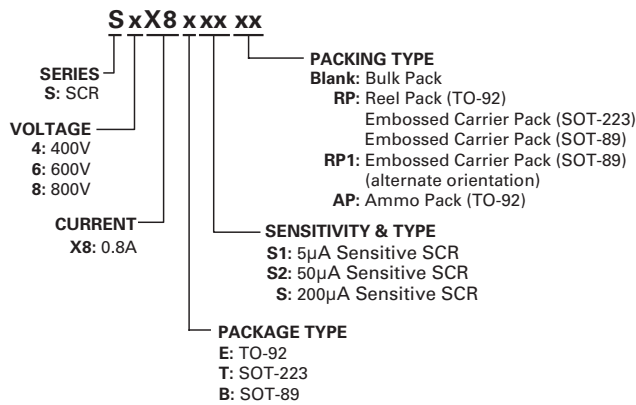 SxX8xxxxx
SERIES
S: SCR
VOLTAGE
4: 400V
6: 600V
8: 800V
CURRENT
X8: 0.8A
PACKING TYPE
Blank: Bulk Pack
RP: Reel Pack (TO-92)
Embossed Carrier Pack (SOT-223)
Embossed Carrier Pack (SOT-89)
RP1: Embossed Carrier Pack (SOT-89)
(alternate orientation)
AP: Ammo Pack (TO-92)
SENSITIVITY & TYPE
S1: 5µA Sensitive SCR
S2: 50µA Sensitive SCR
S: 200µA Sensitive SCR
PACKAGE TYPE
E: TO-92
T: SOT-223
B: SOT-89